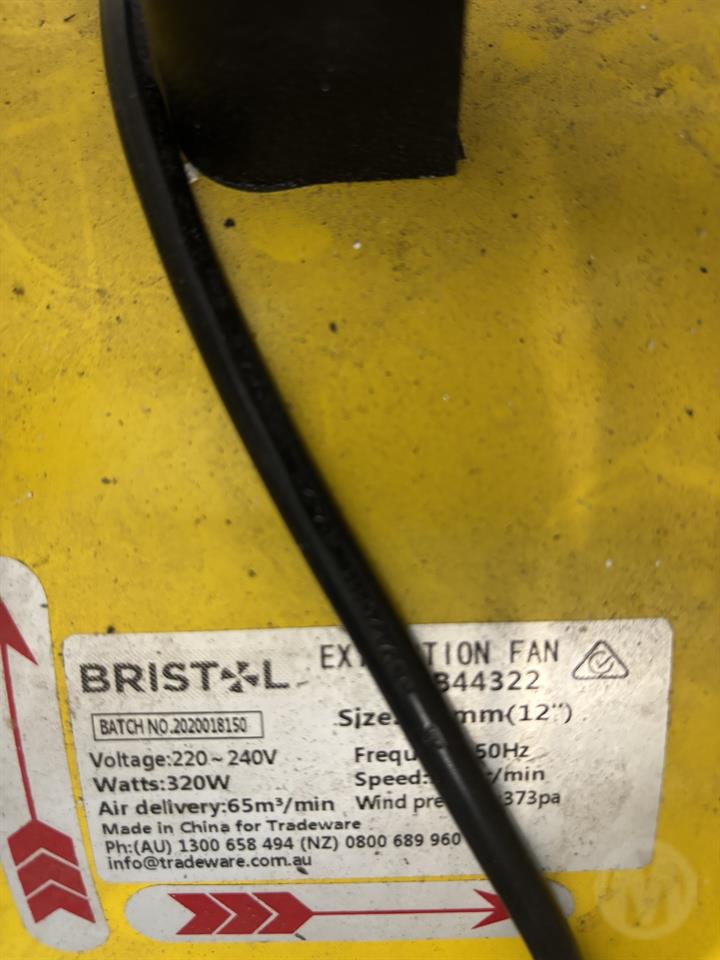 BRISTOL
EX TION FAN
B44322
BATCH NO.2020018150
Size: mm(12")
Voltage:220~240V
Frequ 50Hz
Watts:320W
Speed: r/min
Air delivery:65m³/min
Wind pre 373pa
Made in China for Tradeware
Ph:(AU) 1300 658 494 (NZ) 0800 689 960
info@tradeware.com.au